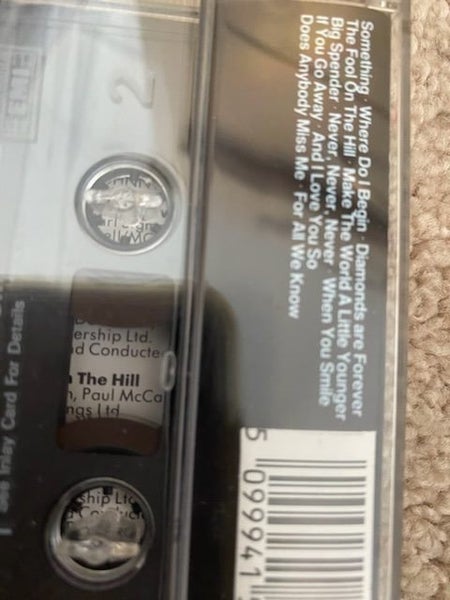 Something · Where Do I Begin · Diamonds are Forever
The Fool On The Hill · Make The World A Little Younger
Big Spender · Never, Never, Never · When You Smile
If You Go Away · And I Love You So
Does Anybody Miss Me · For All We Know
5 099941
2
EMI
ership Ltd.
d Conducte
n The Hill
n, Paul McCa
ngs Ltd
ship Ltd
See Inlay Card For Details